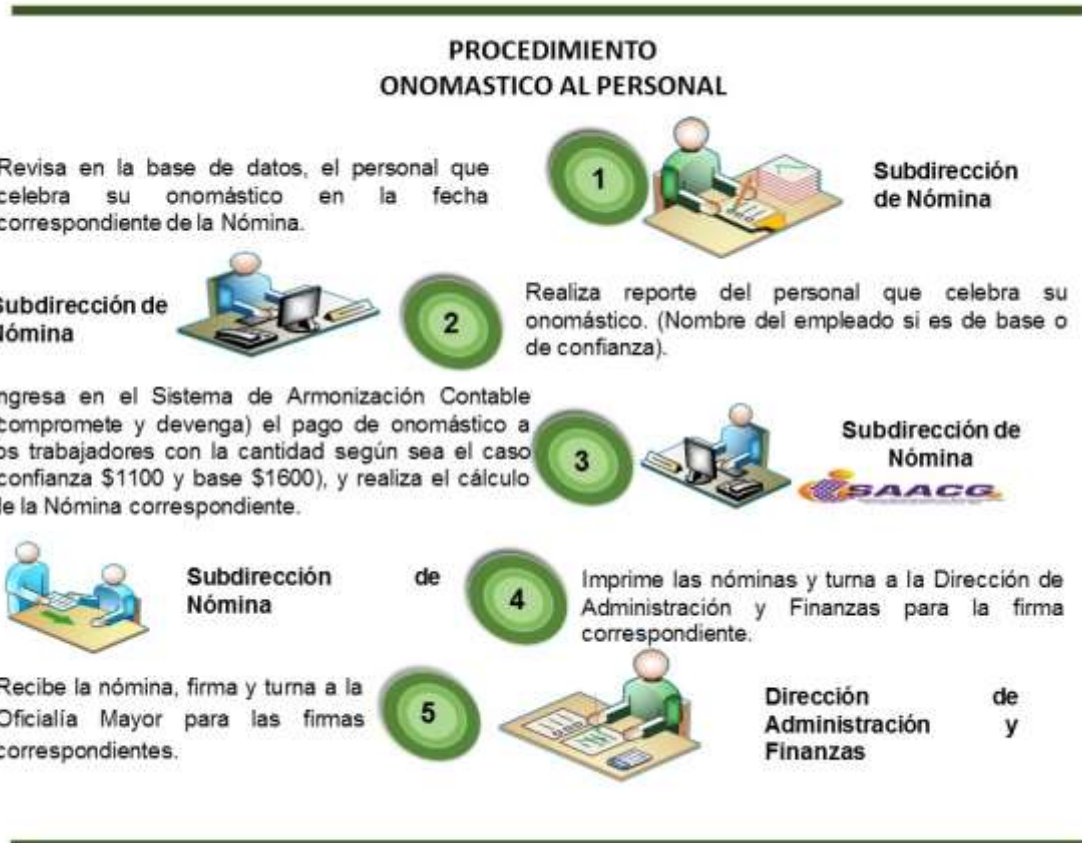 PROCEDIMIENTO
ONOMASTICO AL PERSONAL
Revisa en la base de datos, el personal que
celebra su onomástico en la fecha
correspondiente de la Nómina.
1
Subdirección
de Nómina
Subdirección de
Nómina
2
Realiza reporte del personal que celebra su
onomástico. (Nombre del empleado si es de base o
de confianza).
ngresa en el Sistema de Armonización Contable
compromete y devenga) el pago de onomástico a
os trabajadores con la cantidad según sea el caso
confianza $1100 y base $1600), y realiza el cálculo
de la Nómina correspondiente.
3
Subdirección de
Nómina
SAACG
Subdirección de
Nómina
4
Imprime las nóminas y turna a la Dirección de
Administración y Finanzas para la firma
correspondiente.
Recibe la nómina, firma y turna a la
Oficialía Mayor para las firmas
correspondientes.
5
Dirección de
Administración y
Finanzas